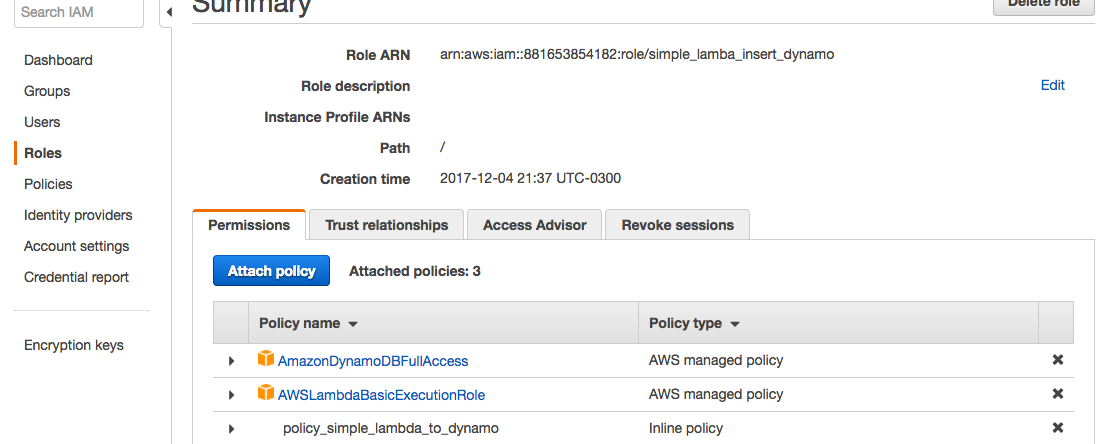 Summary
Delete role
Search IAM
Dashboard
Groups
Users
Roles
Policies
Identity providers
Account settings
Credential report
Encryption keys
Role ARN arn:aws:iam::881653854182:role/simple_lamba_insert_dynamo
Role description Edit
Instance Profile ARNs
Path /
Creation time 2017-12-04 21:37 UTC-0300
Permissions Trust relationships Access Advisor Revoke sessions
Attach policy Attached policies: 3
Policy name Policy type
AmazonDynamoDBFullAccess AWS managed policy
AWSLambdaBasicExecutionRole AWS managed policy
policy_simple_lambda_to_dynamo Inline policy